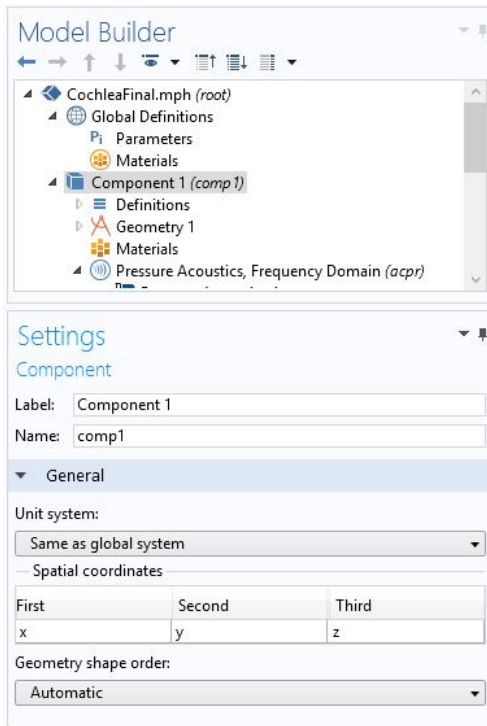 Model Builder
CochleaFinal.mph (root)
Global Definitions
Pi Parameters
Materials
Component 1 (comp1)
Definitions
Geometry 1
Materials
Pressure Acoustics, Frequency Domain (acpr)
Settings
Component
Label: Component 1
Name: comp1
General
Unit system:
Same as global system
Spatial coordinates
First Second Third
x y z
Geometry shape order:
Automatic